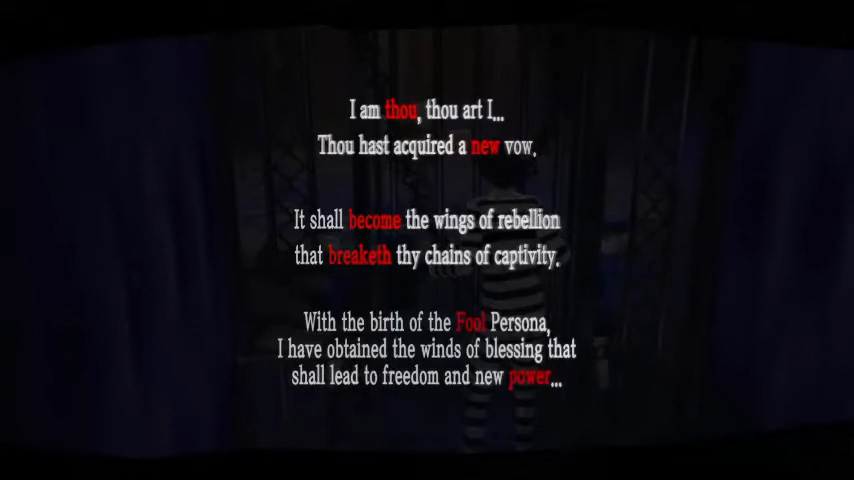 I am thou, thou art I...
Thou hast acquired a new vow.
It shall become the wings of rebellion
that breaketh thy chains of captivity.
With the birth of the Fool Persona,
I have obtained the winds of blessing that
shall lead to freedom and new power...